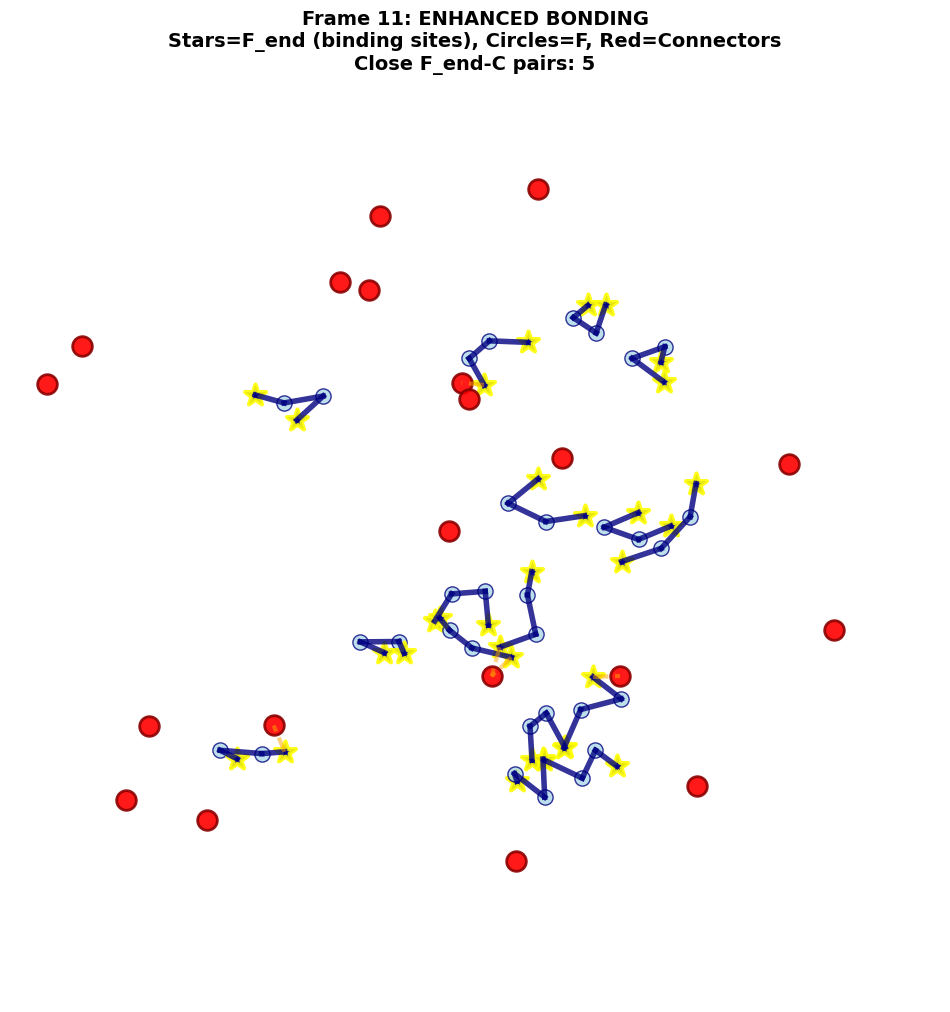 Frame 11: ENHANCED BONDING
Stars=F_end (binding sites), Circles=F, Red=Connectors
Close F_end-C pairs: 5